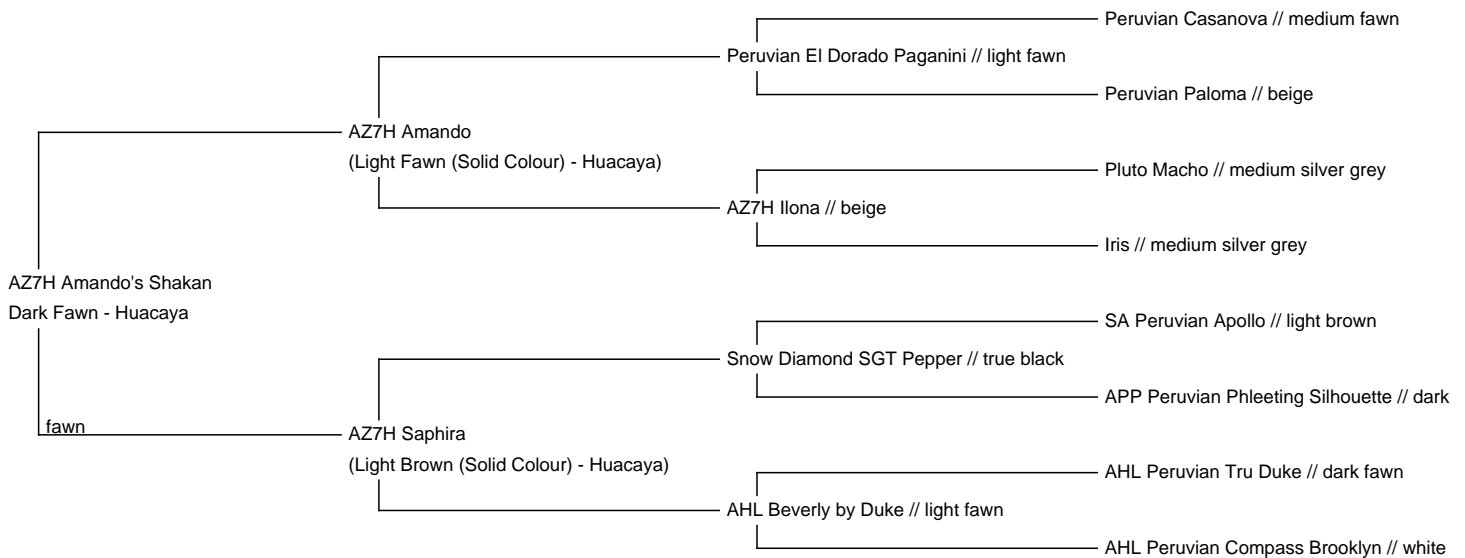 Peruvian Casanova // medium fawn
Peruvian El Dorado Paganini // light fawn
Peruvian Paloma // beige
AZ7H Amando
(Light Fawn (Solid Colour) - Huacaya)
Pluto Macho // medium silver grey
AZ7H Ilona // beige
Iris // medium silver grey
AZ7H Amando's Shakan
Dark Fawn - Huacaya
SA Peruvian Apollo // light brown
Snow Diamond SGT Pepper // true black
APP Peruvian Phleeting Silhouette // dark
fawn
AZ7H Saphira
(Light Brown (Solid Colour) - Huacaya)
AHL Peruvian Tru Duke // dark fawn
AHL Beverly by Duke // light fawn
AHL Peruvian Compass Brooklyn // white